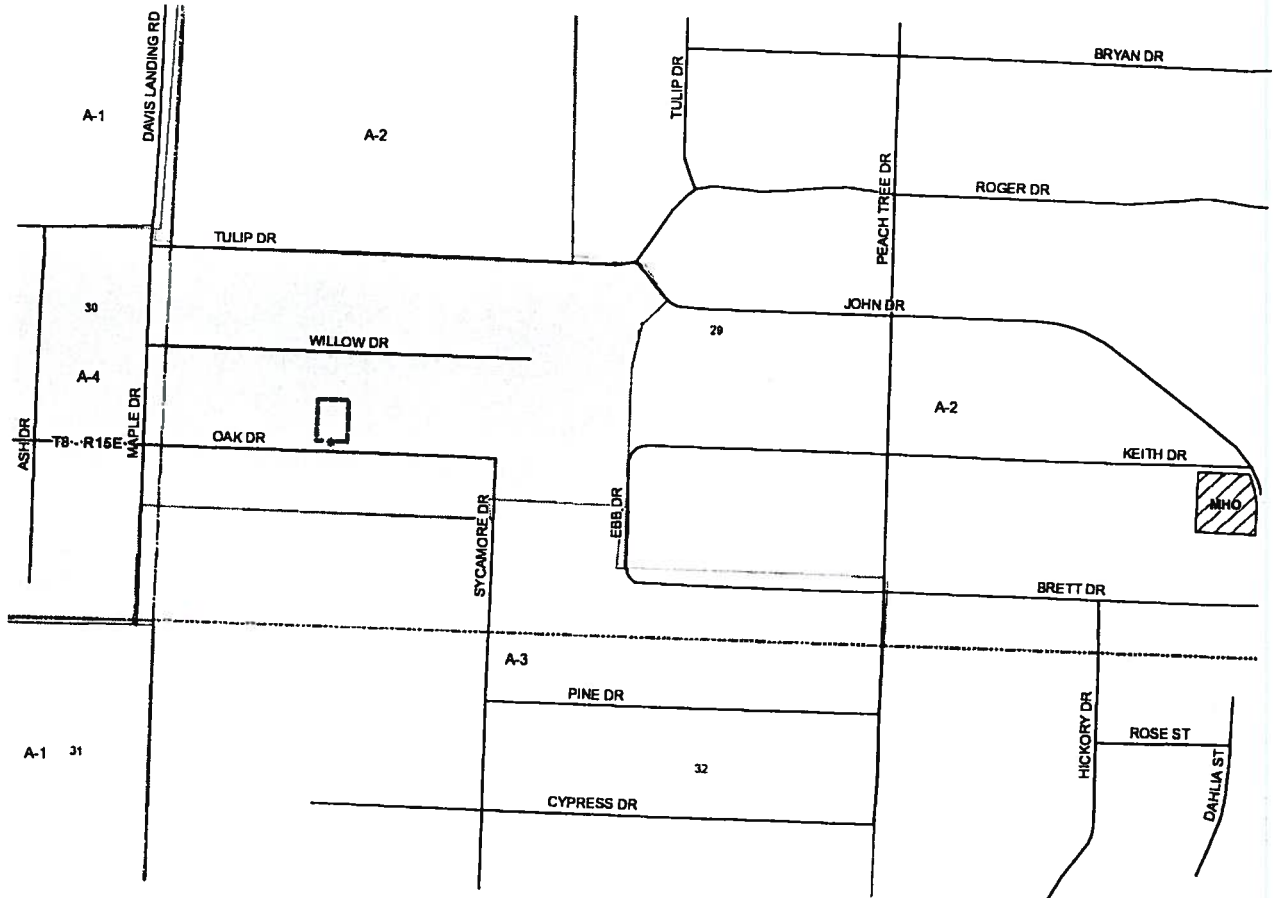 DAVIS LANDING RD
A-1
A-2
TULIP DR
BRYAN DR
PEACH TREE DR
ROGER DR
TULIP DR
30
JOHN DR
29
WILLOW DR
A-4
A-2
ASH DR
T8
R15E
MAPLE DR
OAK DR
KEITH DR
MHO
SYCAMORE DR
EBB DR
BRETT DR
A-3
PINE DR
HICKORY DR
ROSE ST
A-1
31
32
DAHLIA ST
CYPRESS DR